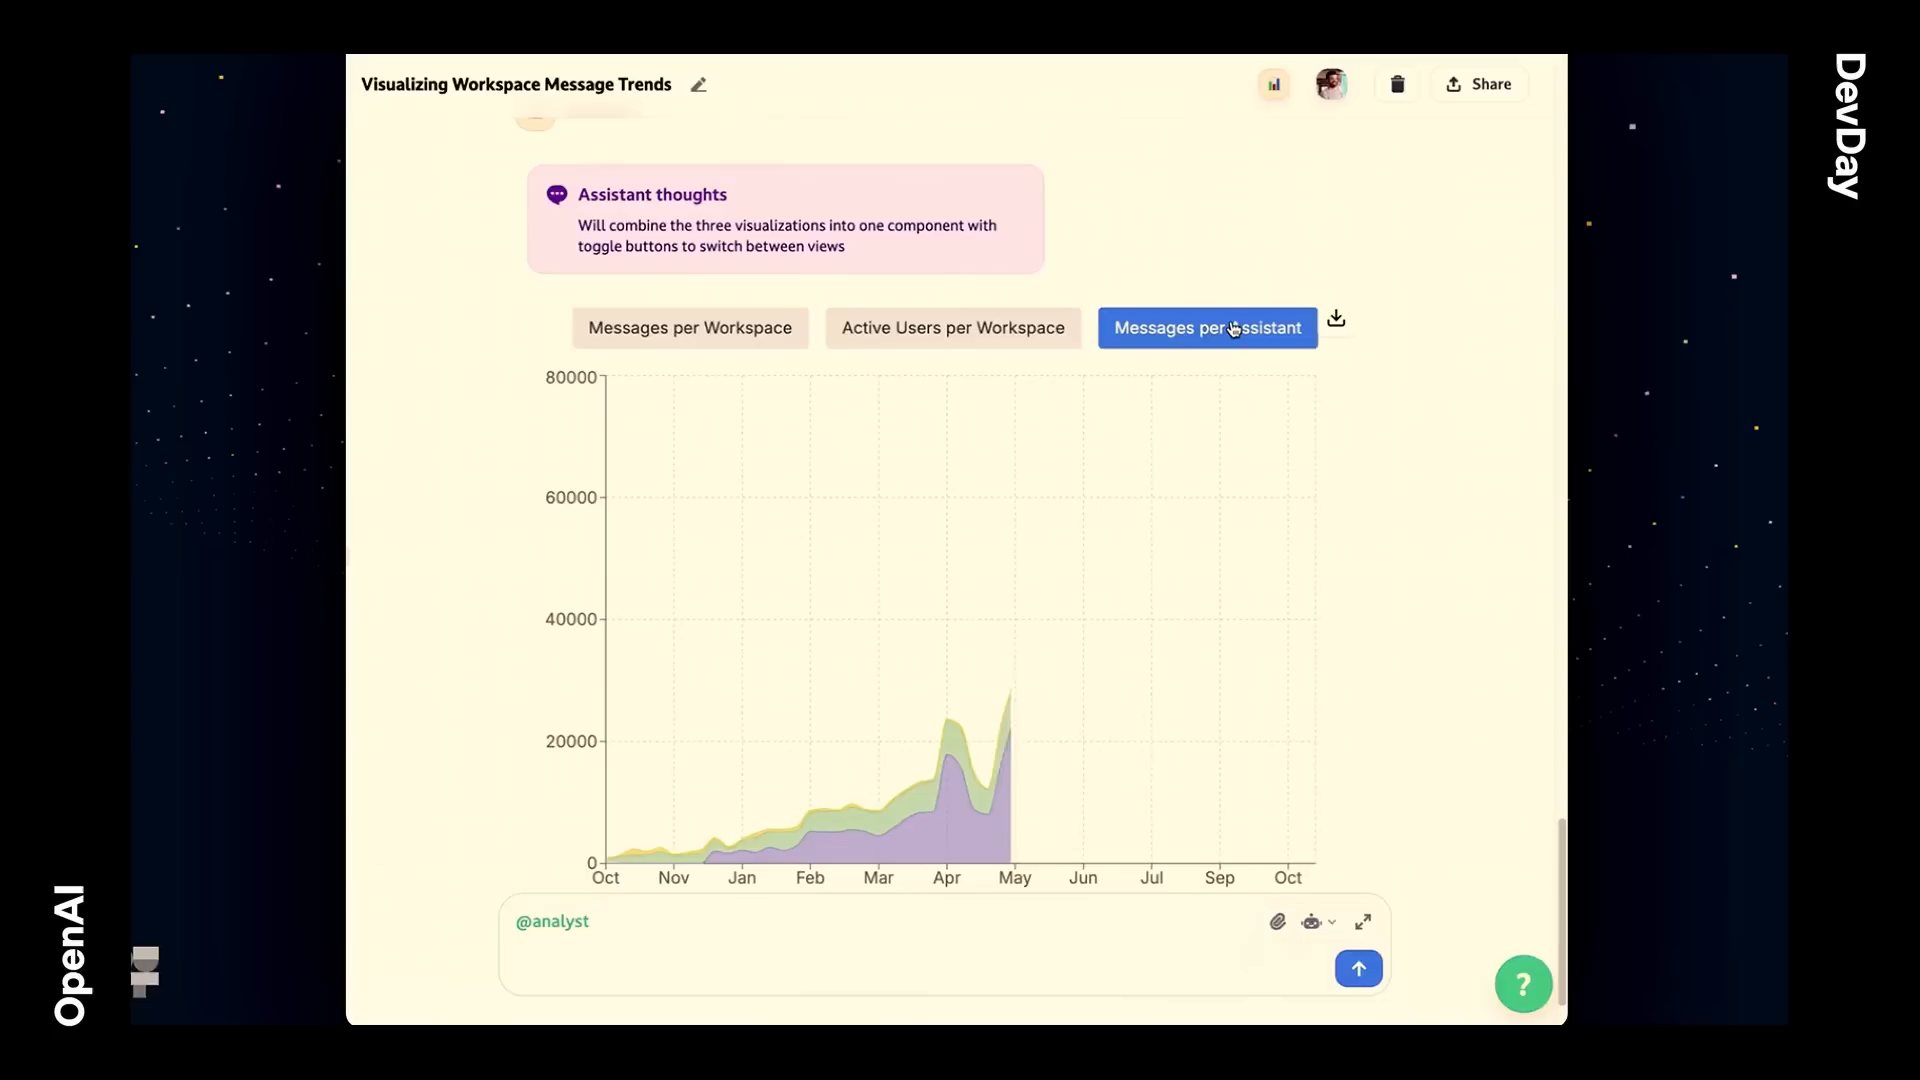 DevDay
Visualizing Workspace Message Trends
Share
Assistant thoughts
Will combine the three visualizations into one component with
toggle buttons to switch between views
Messages per Workspace
Active Users per Workspace
Messages per Assistant
80000
60000
40000
20000
0
Oct Nov Jan Feb Mar Apr May Jun Jul Sep Oct
@analyst
?
OpenAI